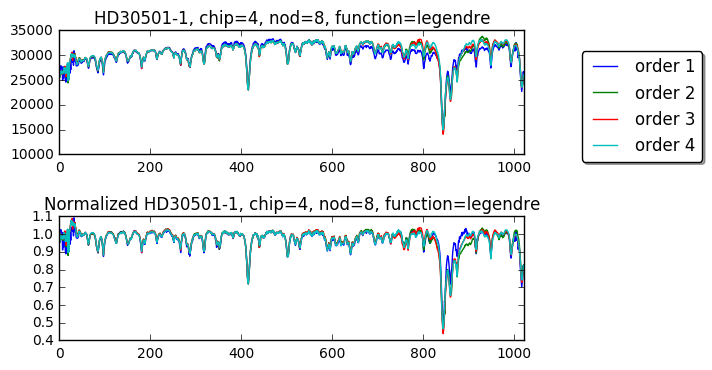 HD30501-1, chip=4, nod=8, function=legendre
35000
30000
25000
20000
15000
10000
0 200 400 600 800 1000
order 1
order 2
order 3
order 4
Normalized HD30501-1, chip=4, nod=8, function=legendre
1.1
1.0
0.9
0.8
0.7
0.6
0.5
0.4
0 200 400 600 800 1000